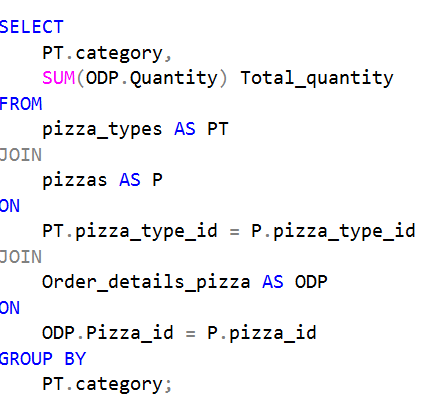 SELECT
PT.category,
SUM(ODP.Quantity) Total_quantity
FROM
pizza_types AS PT
JOIN
pizzas AS P
ON
PT.pizza_type_id = P.pizza_type_id
JOIN
Order_details_pizza AS ODP
ON
ODP.Pizza_id = P.pizza_id
GROUP BY
PT.category;